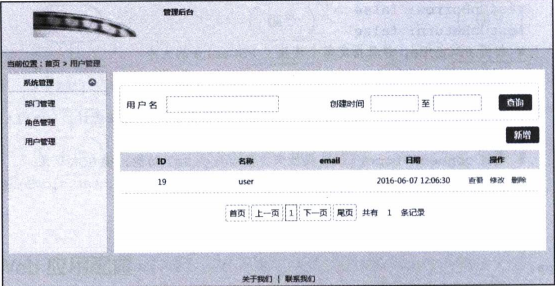 管理后台
当前位置：首页 > 用户管理
系统管理
部门管理
角色管理
用户管理
用户名 创建时间 至 查询
新增
ID 名称 email 日期 操作
19 user 2016-06-07 12:06:30 查看 修改 删除
首页 上一页 1 下一页 尾页 共有 1 条记录
关于我们 | 联系我们